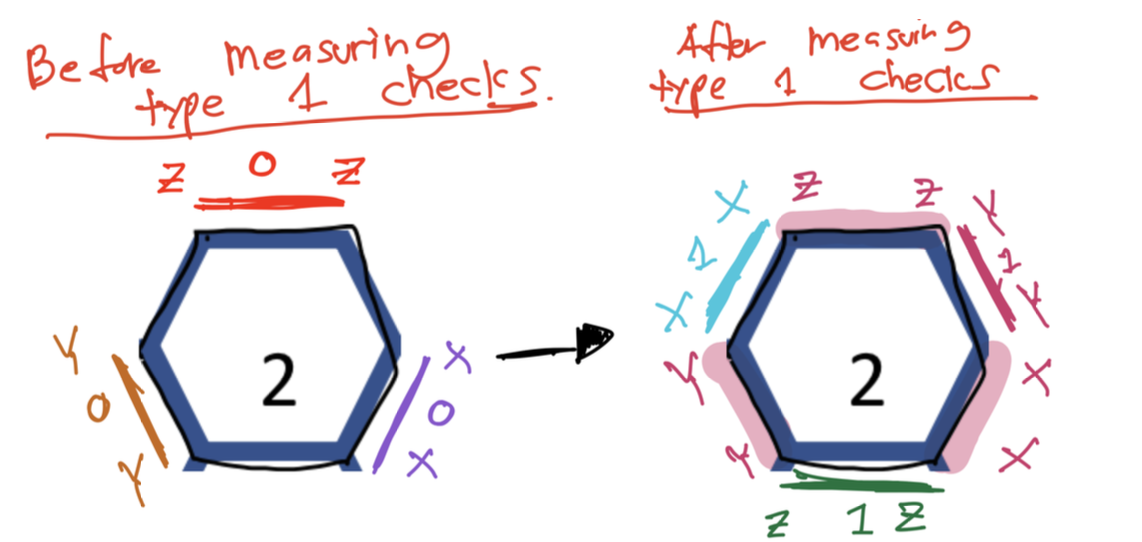 Before measuring
type 1 checks.
After measuring
type 1 checks
Z 0 Z
2
Y
0
Y
X
0
X
X
1
X
Z Z
Y
1
Y
2
Y
Y
X
X
Z 1 Z